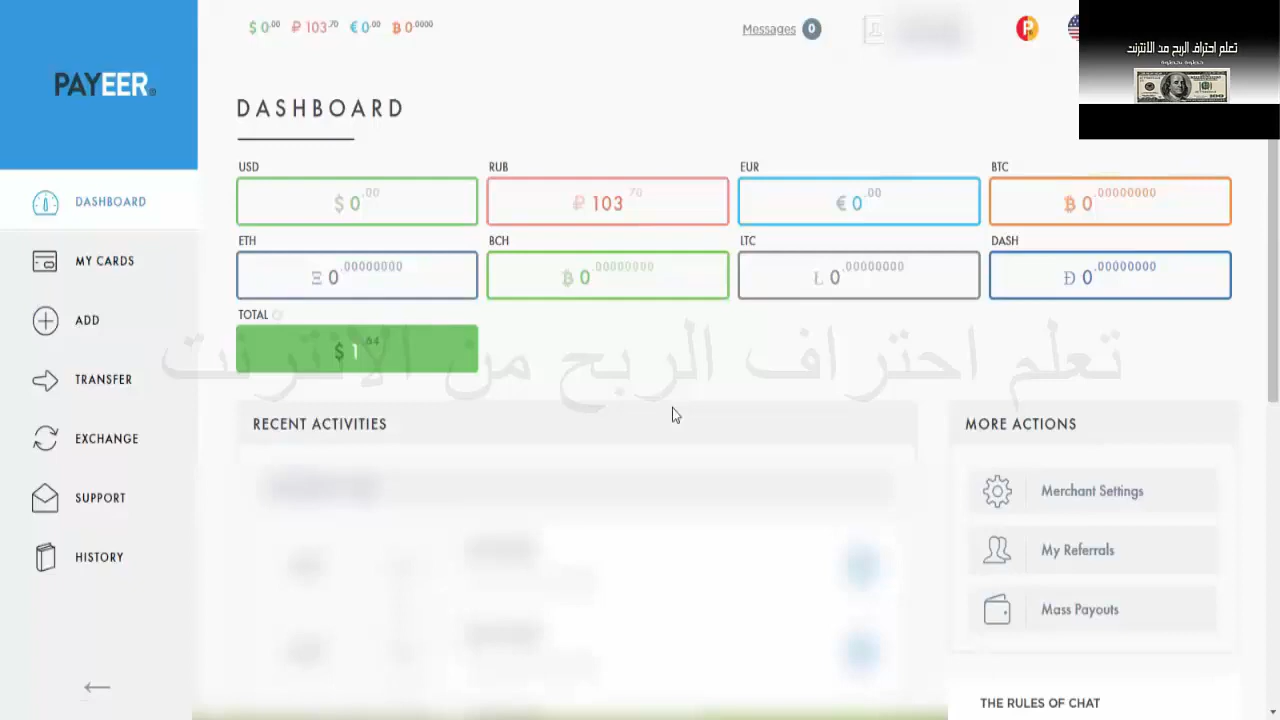 $ 0.00 ₽ 103.70 € 0.00 ₿ 0.0000
Messages 0
تعلم احتراف الربح من الانترنت
خطوة بخطوة
PAYEER®
DASHBOARD
USD RUB EUR BTC
$ 0.00 ₽ 103.70 € 0.00 ₿ 0.00000000
ETH BCH LTC DASH
Ξ 0.00000000 ₿ 0.00000000 Ł 0.00000000 Đ 0.00000000
TOTAL
$ 1.64
تعلم احتراف الربح من الانترنت
DASHBOARD
MY CARDS
ADD
TRANSFER
EXCHANGE
SUPPORT
HISTORY
RECENT ACTIVITIES
MORE ACTIONS
Merchant Settings
My Referrals
Mass Payouts
THE RULES OF CHAT